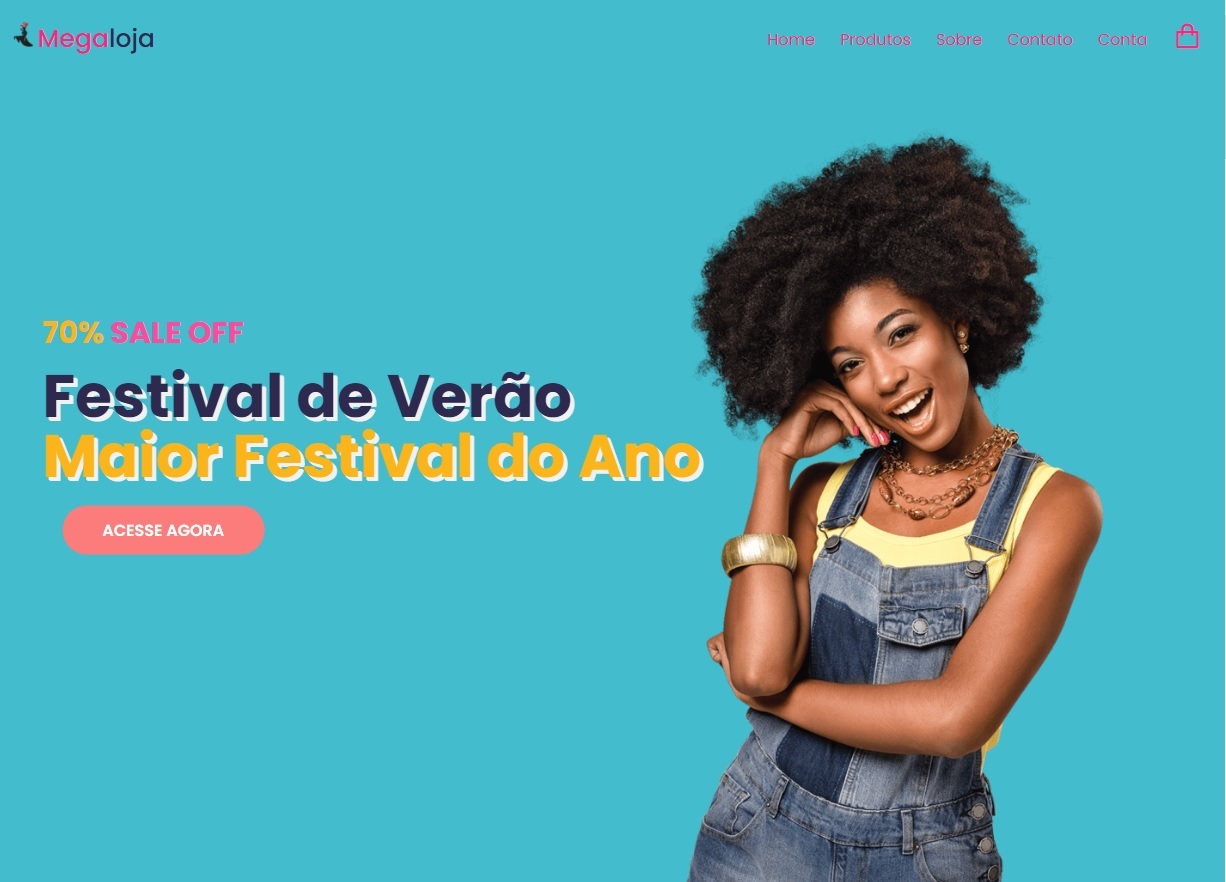 Megaloja
Home Produtos Sobre Contato Conta
70% SALE OFF
Festival de Verão
Maior Festival do Ano
ACESSE AGORA